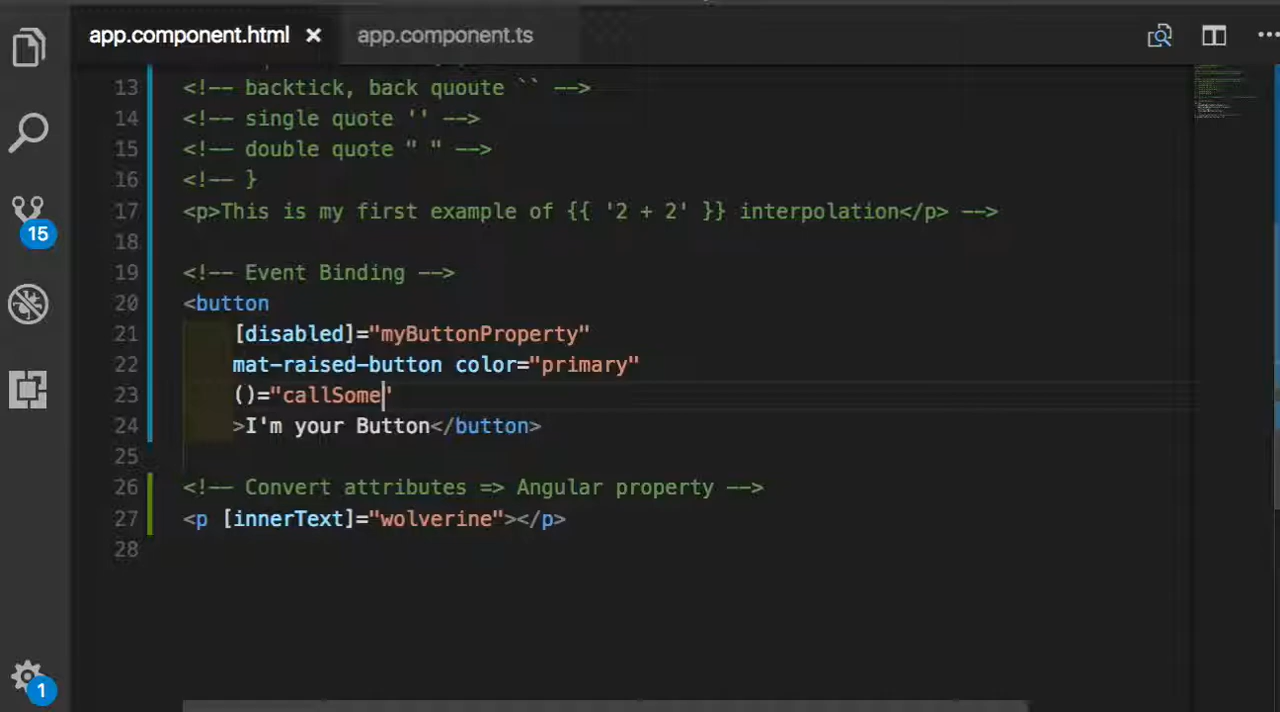 app.component.html × app.component.ts
13 <!-- backtick, back quoute `` -->
14 <!-- single quote '' -->
15 <!-- double quote " " -->
16 <!-- }
17 <p>This is my first example of {{ '2 + 2' }} interpolation</p> -->
18
19 <!-- Event Binding -->
20 <button
21 [disabled]="myButtonProperty"
22 mat-raised-button color="primary"
23 ()="callSome"
24 >I'm your Button</button>
25
26 <!-- Convert attributes => Angular property -->
27 <p [innerText]="wolverine"></p>
28
15
1